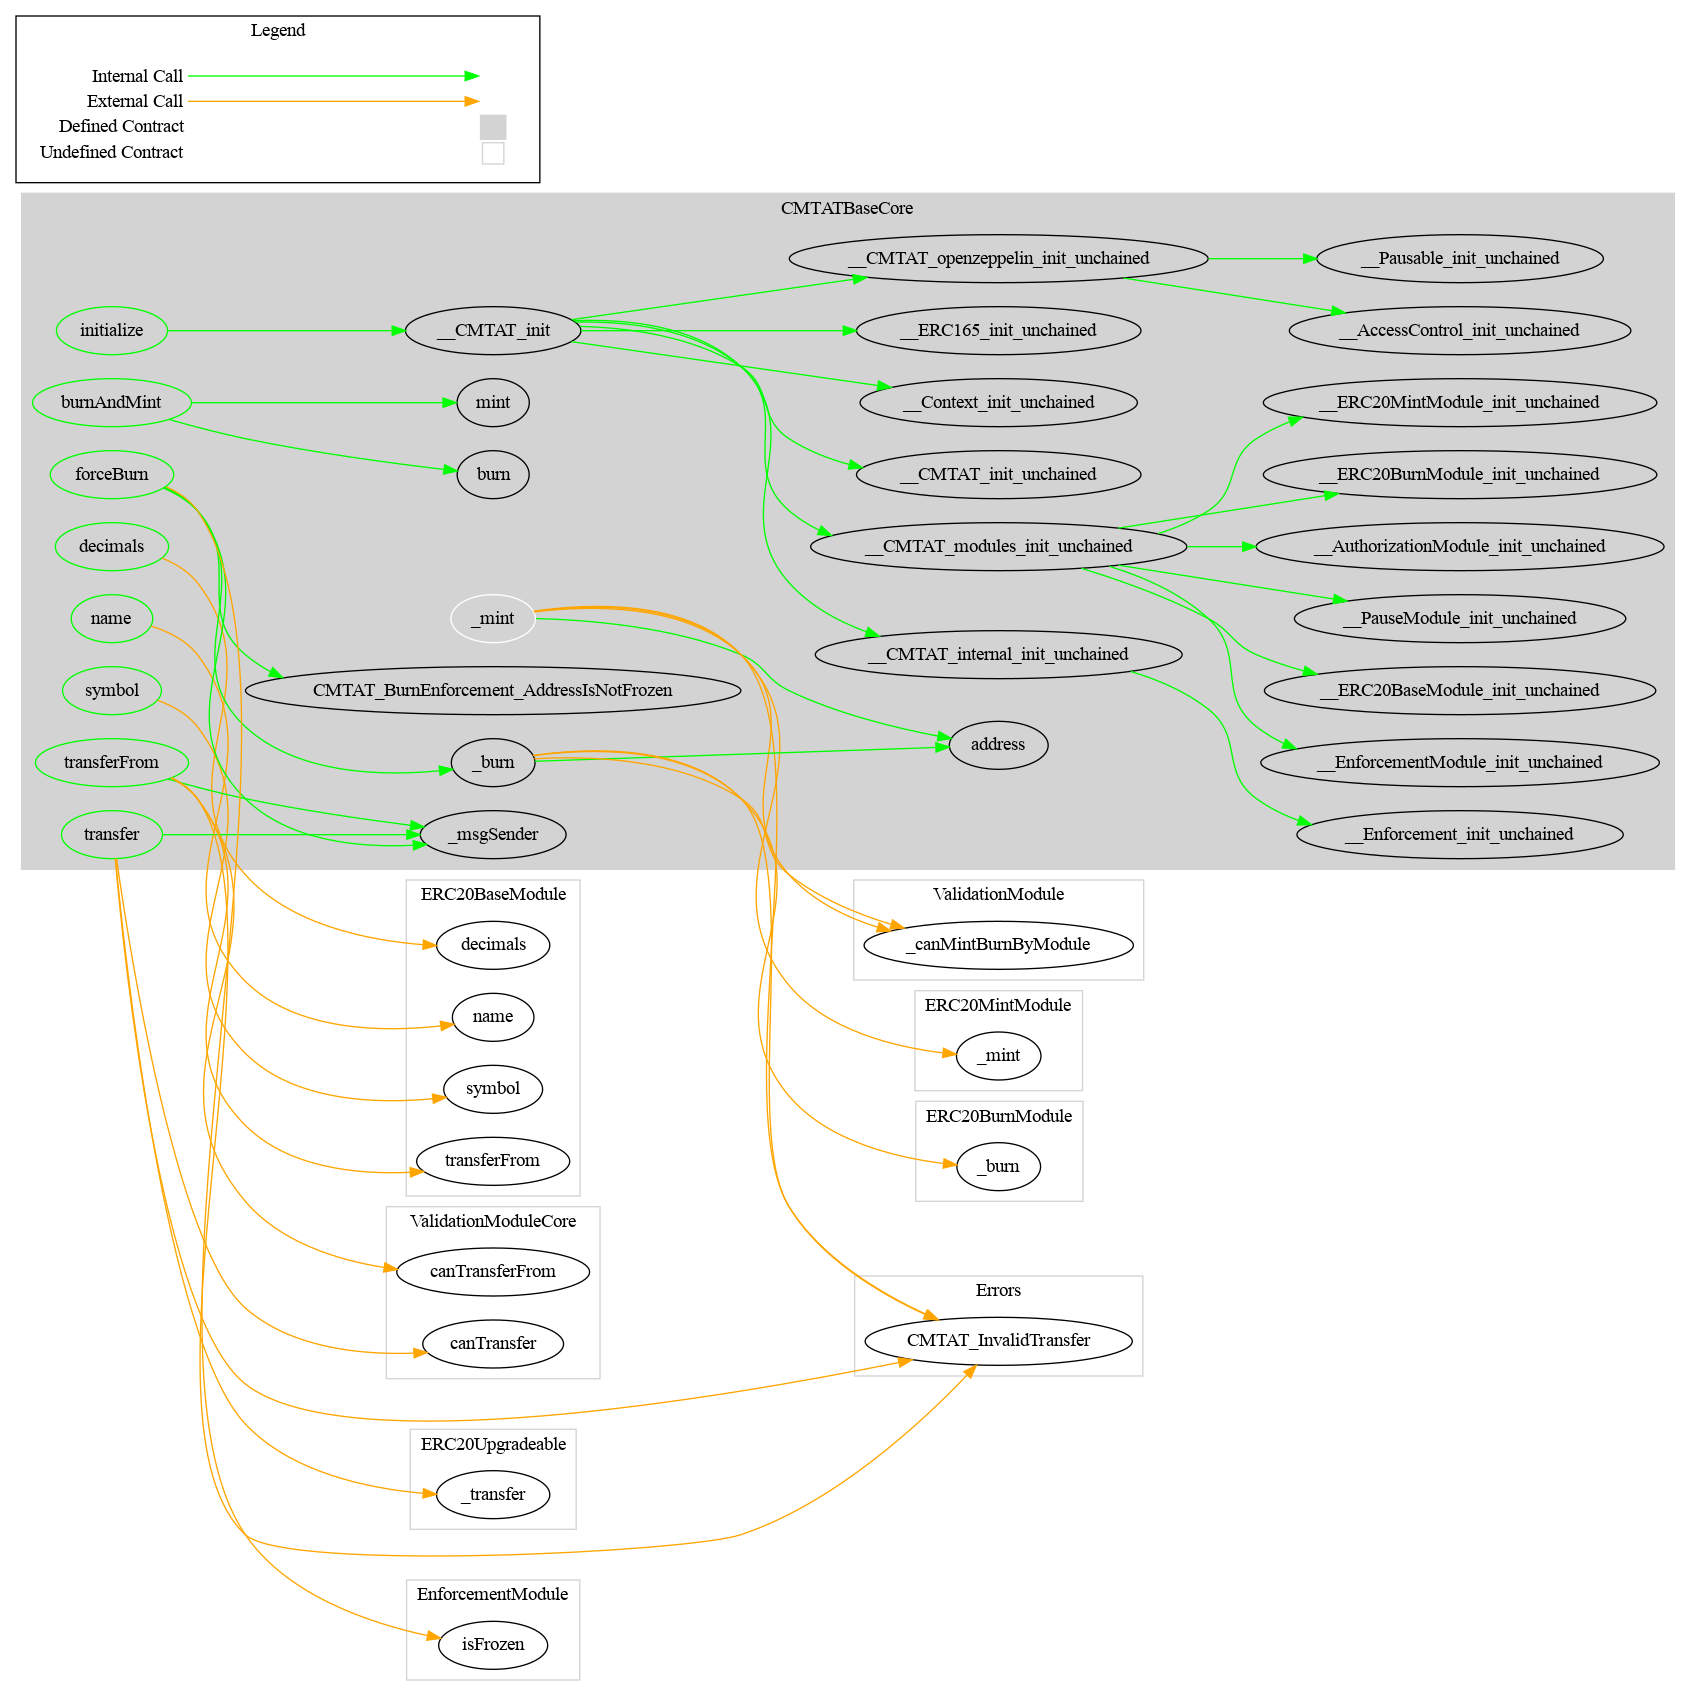 Legend
Internal Call
External Call
Defined Contract
Undefined Contract
CMTATBaseCore
initialize
burnAndMint
forceBurn
decimals
name
symbol
transferFrom
transfer
__CMTAT_init
mint
burn
_mint
CMTAT_BurnEnforcement_AddressIsNotFrozen
_burn
_msgSender
__CMTAT_openzeppelin_init_unchained
__ERC165_init_unchained
__Context_init_unchained
__CMTAT_init_unchained
__CMTAT_modules_init_unchained
__CMTAT_internal_init_unchained
address
__Pausable_init_unchained
__AccessControl_init_unchained
__ERC20MintModule_init_unchained
__ERC20BurnModule_init_unchained
__AuthorizationModule_init_unchained
__PauseModule_init_unchained
__ERC20BaseModule_init_unchained
__EnforcementModule_init_unchained
__Enforcement_init_unchained
ERC20BaseModule
decimals
name
symbol
transferFrom
ValidationModuleCore
canTransferFrom
canTransfer
ERC20Upgradeable
_transfer
EnforcementModule
isFrozen
ValidationModule
_canMintBurnByModule
ERC20MintModule
_mint
ERC20BurnModule
_burn
Errors
CMTAT_InvalidTransfer